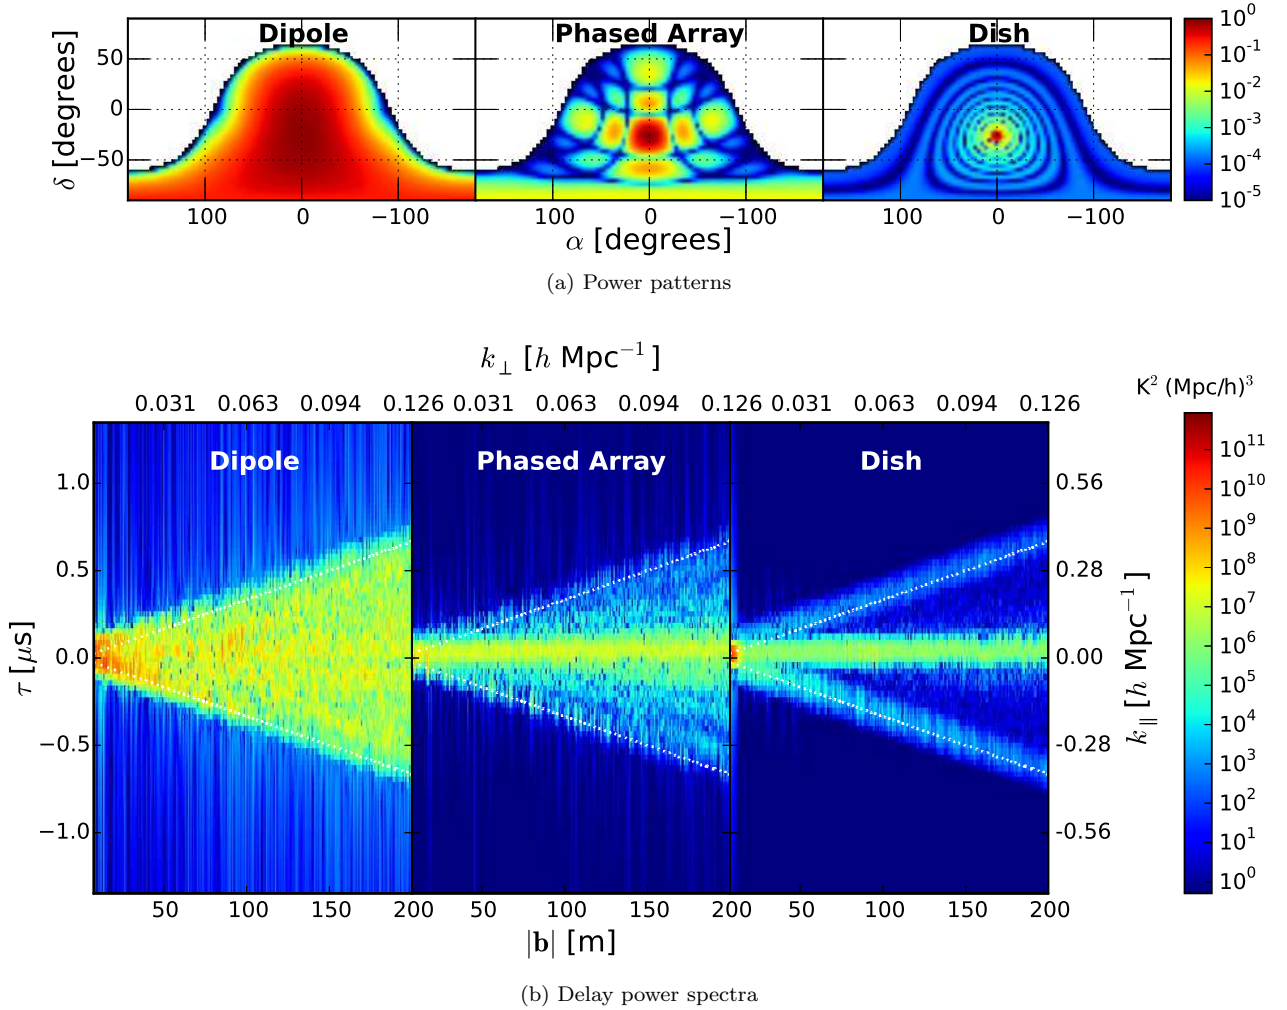 Dipole Phased Array Dish
δ [degrees]
50
0
−50
100 0 −100 100 0 −100 100 0 −100
α [degrees]
10^0
10^-1
10^-2
10^-3
10^-4
10^-5
(a) Power patterns
k⊥ [h Mpc^−1]
0.031 0.063 0.094 0.126 0.031 0.063 0.094 0.126 0.031 0.063 0.094 0.126
K^2 (Mpc/h)^3
Dipole Phased Array Dish
τ [μs]
1.0
0.5
0.0
−0.5
−1.0
0.56
0.28
0.00
-0.28
-0.56
k∥ [h Mpc^−1]
10^11
10^10
10^9
10^8
10^7
10^6
10^5
10^4
10^3
10^2
10^1
10^0
50 100 150 200 50 100 150 200 50 100 150 200
|b| [m]
(b) Delay power spectra